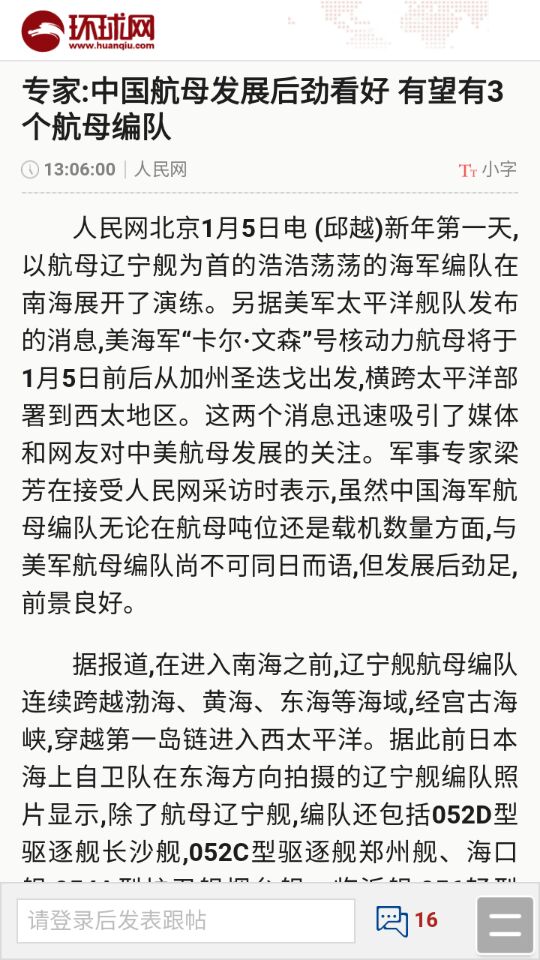 环球网
www.huanqiu.com
专家:中国航母发展后劲看好 有望有3
个航母编队
13:06:00 人民网 TT 小字
人民网北京1月5日电 (邱越)新年第一天,
以航母辽宁舰为首的浩浩荡荡的海军编队在
南海展开了演练。另据美军太平洋舰队发布
的消息,美海军“卡尔·文森”号核动力航母将于
1月5日前后从加州圣迭戈出发,横跨太平洋部
署到西太地区。这两个消息迅速吸引了媒体
和网友对中美航母发展的关注。军事专家梁
芳在接受人民网采访时表示,虽然中国海军航
母编队无论在航母吨位还是载机数量方面,与
美军航母编队尚不可同日而语,但发展后劲足,
前景良好。
据报道,在进入南海之前,辽宁舰航母编队
连续跨越渤海、黄海、东海等海域,经宫古海
峡,穿越第一岛链进入西太平洋。据此前日本
海上自卫队在东海方向拍摄的辽宁舰编队照
片显示,除了航母辽宁舰,编队还包括052D型
驱逐舰长沙舰,052C型驱逐舰郑州舰、海口
请登录后发表跟帖 16